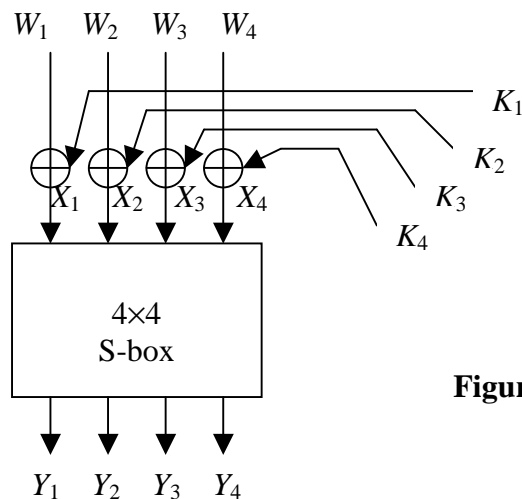 W1 W2 W3 W4
K1
K2
X1 X2 X3 X4
K3
K4
4×4
S-box
Figur
Y1 Y2 Y3 Y4